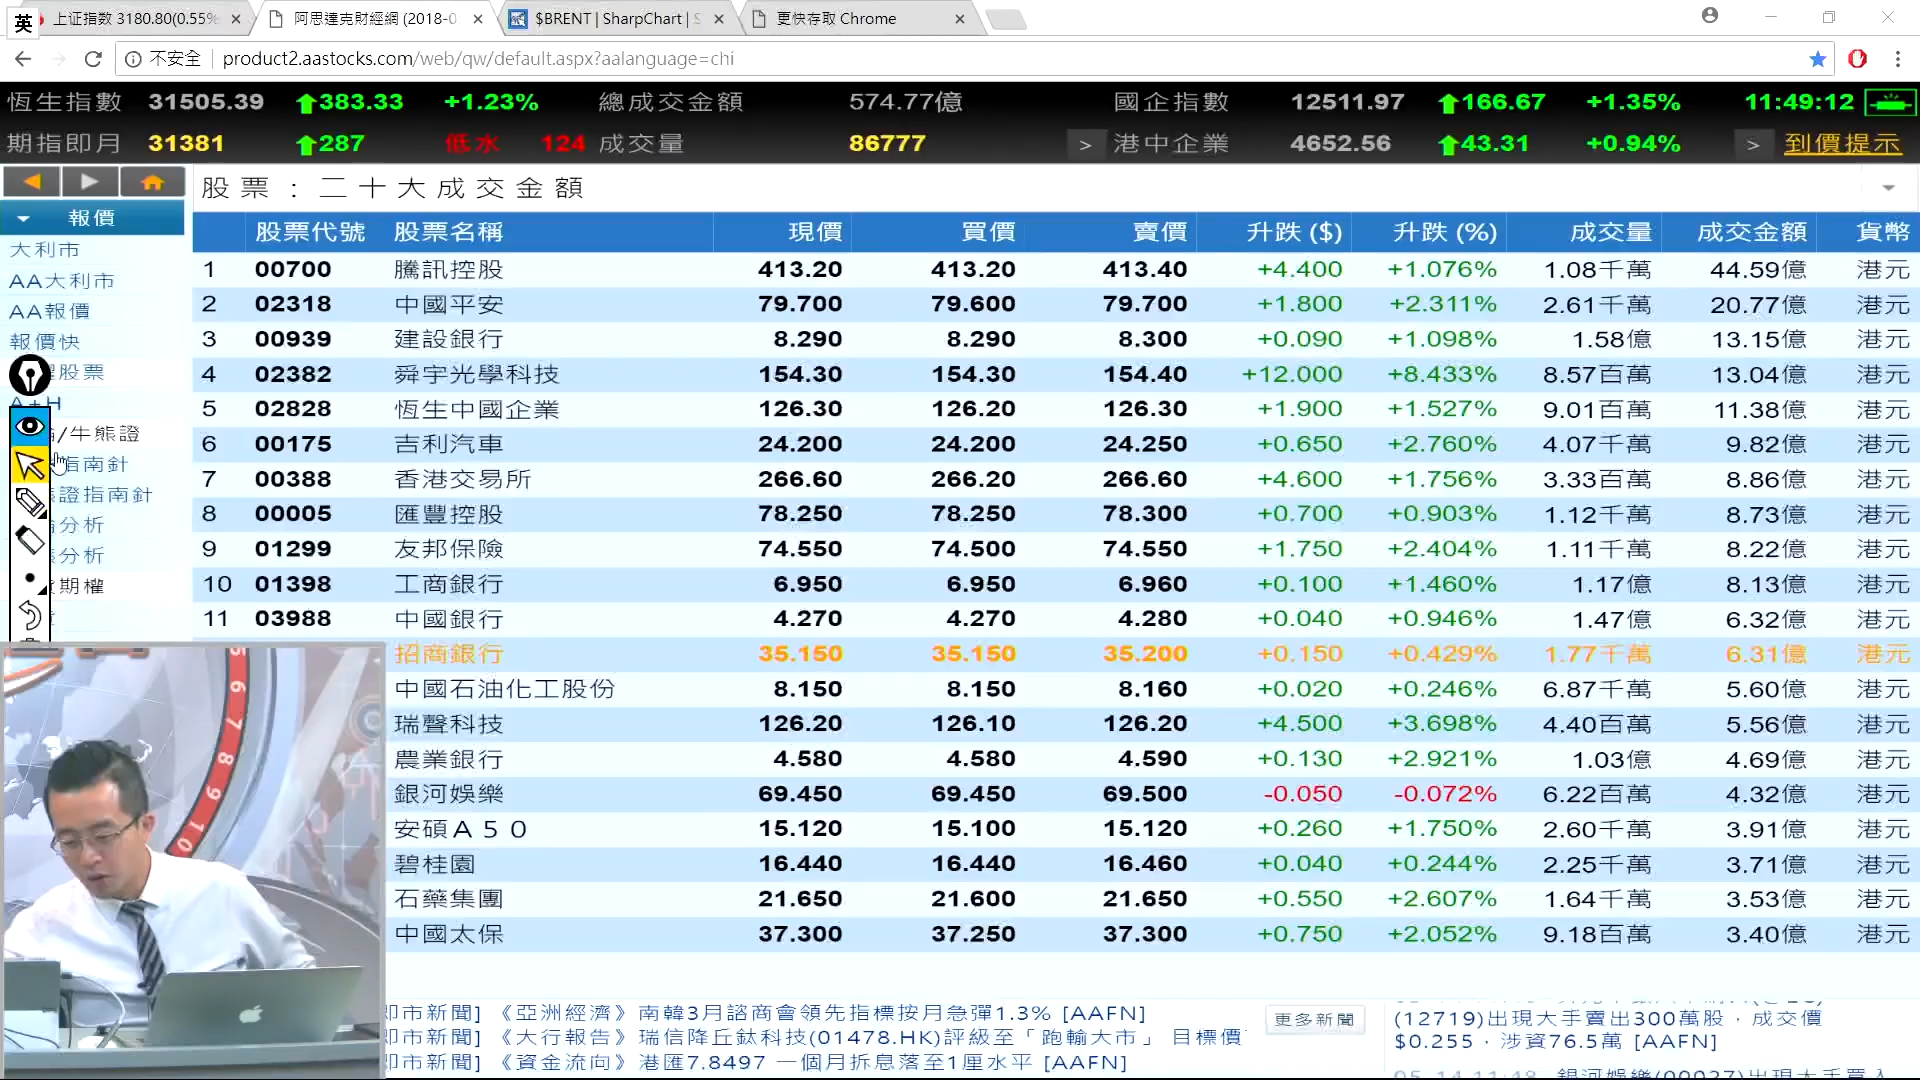 英
上证指数 3180.80(0.55%
阿思達克財經網 (2018-0
$BRENT | SharpChart | S
更快存取 Chrome
不安全
product2.aastocks.com/web/qw/default.aspx?aalanguage=chi
恆生指數 31505.39 383.33 +1.23% 總成交金額 574.77億 國企指數 12511.97 166.67 +1.35% 11:49:12
期指即月 31381 287 低水 124 成交量 86777 > 港中企業 4652.56 43.31 +0.94% > 到價提示
股票：二十大成交金額
報價
大利市
AA大利市
AA報價
報價快
股票
A+H
/牛熊證
指南針
證指南針
分析
分析
期權
股票代號 股票名稱 現價 買價 賣價 升跌 ($) 升跌 (%) 成交量 成交金額 貨幣
1 00700 騰訊控股 413.20 413.20 413.40 +4.400 +1.076% 1.08千萬 44.59億 港元
2 02318 中國平安 79.700 79.600 79.700 +1.800 +2.311% 2.61千萬 20.77億 港元
3 00939 建設銀行 8.290 8.290 8.300 +0.090 +1.098% 1.58億 13.15億 港元
4 02382 舜宇光學科技 154.30 154.30 154.40 +12.000 +8.433% 8.57百萬 13.04億 港元
5 02828 恆生中國企業 126.30 126.20 126.30 +1.900 +1.527% 9.01百萬 11.38億 港元
6 00175 吉利汽車 24.200 24.200 24.250 +0.650 +2.760% 4.07千萬 9.82億 港元
7 00388 香港交易所 266.60 266.20 266.60 +4.600 +1.756% 3.33百萬 8.86億 港元
8 00005 匯豐控股 78.250 78.250 78.300 +0.700 +0.903% 1.12千萬 8.73億 港元
9 01299 友邦保險 74.550 74.500 74.550 +1.750 +2.404% 1.11千萬 8.22億 港元
10 01398 工商銀行 6.950 6.950 6.960 +0.100 +1.460% 1.17億 8.13億 港元
11 03988 中國銀行 4.270 4.270 4.280 +0.040 +0.946% 1.47億 6.32億 港元
招商銀行 35.150 35.150 35.200 +0.150 +0.429% 1.77千萬 6.31億 港元
中國石油化工股份 8.150 8.150 8.160 +0.020 +0.246% 6.87千萬 5.60億 港元
瑞聲科技 126.20 126.10 126.20 +4.500 +3.698% 4.40百萬 5.56億 港元
農業銀行 4.580 4.580 4.590 +0.130 +2.921% 1.03億 4.69億 港元
銀河娛樂 69.450 69.450 69.500 -0.050 -0.072% 6.22百萬 4.32億 港元
安碩Ａ５０ 15.120 15.100 15.120 +0.260 +1.750% 2.60千萬 3.91億 港元
碧桂園 16.440 16.440 16.460 +0.040 +0.244% 2.25千萬 3.71億 港元
石藥集團 21.650 21.600 21.650 +0.550 +2.607% 1.64千萬 3.53億 港元
中國太保 37.300 37.250 37.300 +0.750 +2.052% 9.18百萬 3.40億 港元
5
6
7
8
9
10
即市新聞] 《亞洲經濟》南韓3月諮商會領先指標按月急彈1.3% [AAFN]
即市新聞] 《大行報告》瑞信降丘鈦科技(01478.HK)評級至「跑輸大市」 目標價
即市新聞] 《資金流向》港匯7.8497 一個月拆息落至1厘水平 [AAFN]
更多新聞
(12719)出現大手賣出300萬股，成交價
$0.255，涉資76.5萬 [AAFN]
05-14 11:48 銀河娛樂(00027)出現大手買入